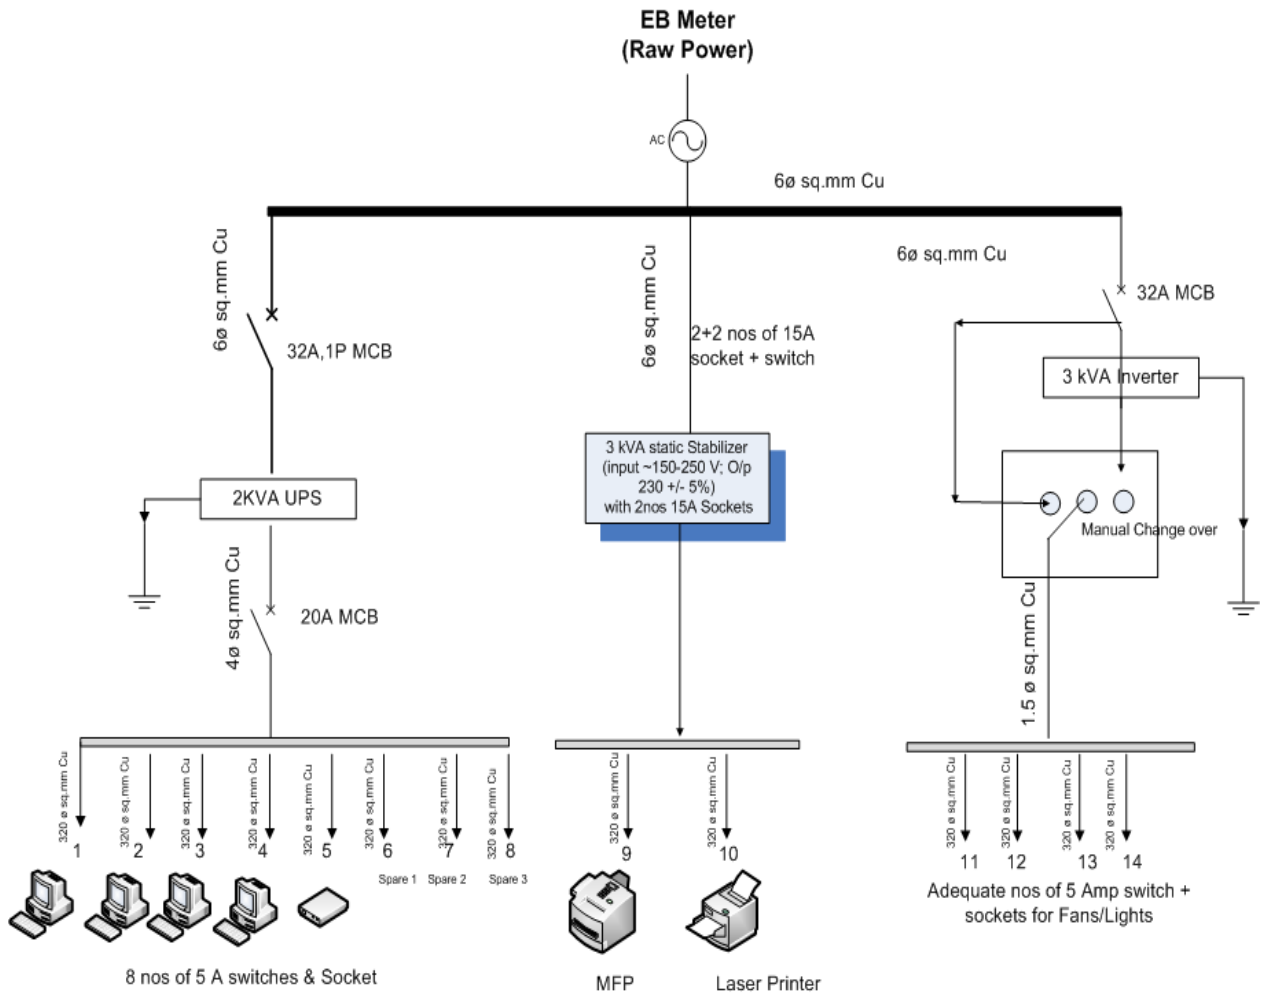 EB Meter
(Raw Power)
AC
6ø sq.mm Cu
6ø sq.mm Cu
6ø sq.mm Cu
6ø sq.mm Cu
32A MCB
32A,1P MCB
2+2 nos of 15A
socket + switch
3 kVA Inverter
3 kVA static Stabilizer
(input ~150-250 V; O/p
230 +/- 5%)
with 2nos 15A Sockets
2KVA UPS
Manual Change over
4ø sq.mm Cu
20A MCB
1.5 ø sq.mm Cu
320 ø sq.mm Cu
320 ø sq.mm Cu
320 ø sq.mm Cu
320 ø sq.mm Cu
320 ø sq.mm Cu
320 ø sq.mm Cu
320 ø sq.mm Cu
320 ø sq.mm Cu
320 ø sq.mm Cu
320 ø sq.mm Cu
320 ø sq.mm Cu
320 ø sq.mm Cu
320 ø sq.mm Cu
320 ø sq.mm Cu
1 2 3 4 5 6 7 8 9 10 11 12 13 14
Spare 1 Spare 2 Spare 3
Adequate nos of 5 Amp switch +
sockets for Fans/Lights
8 nos of 5 A switches & Socket
MFP
Laser Printer